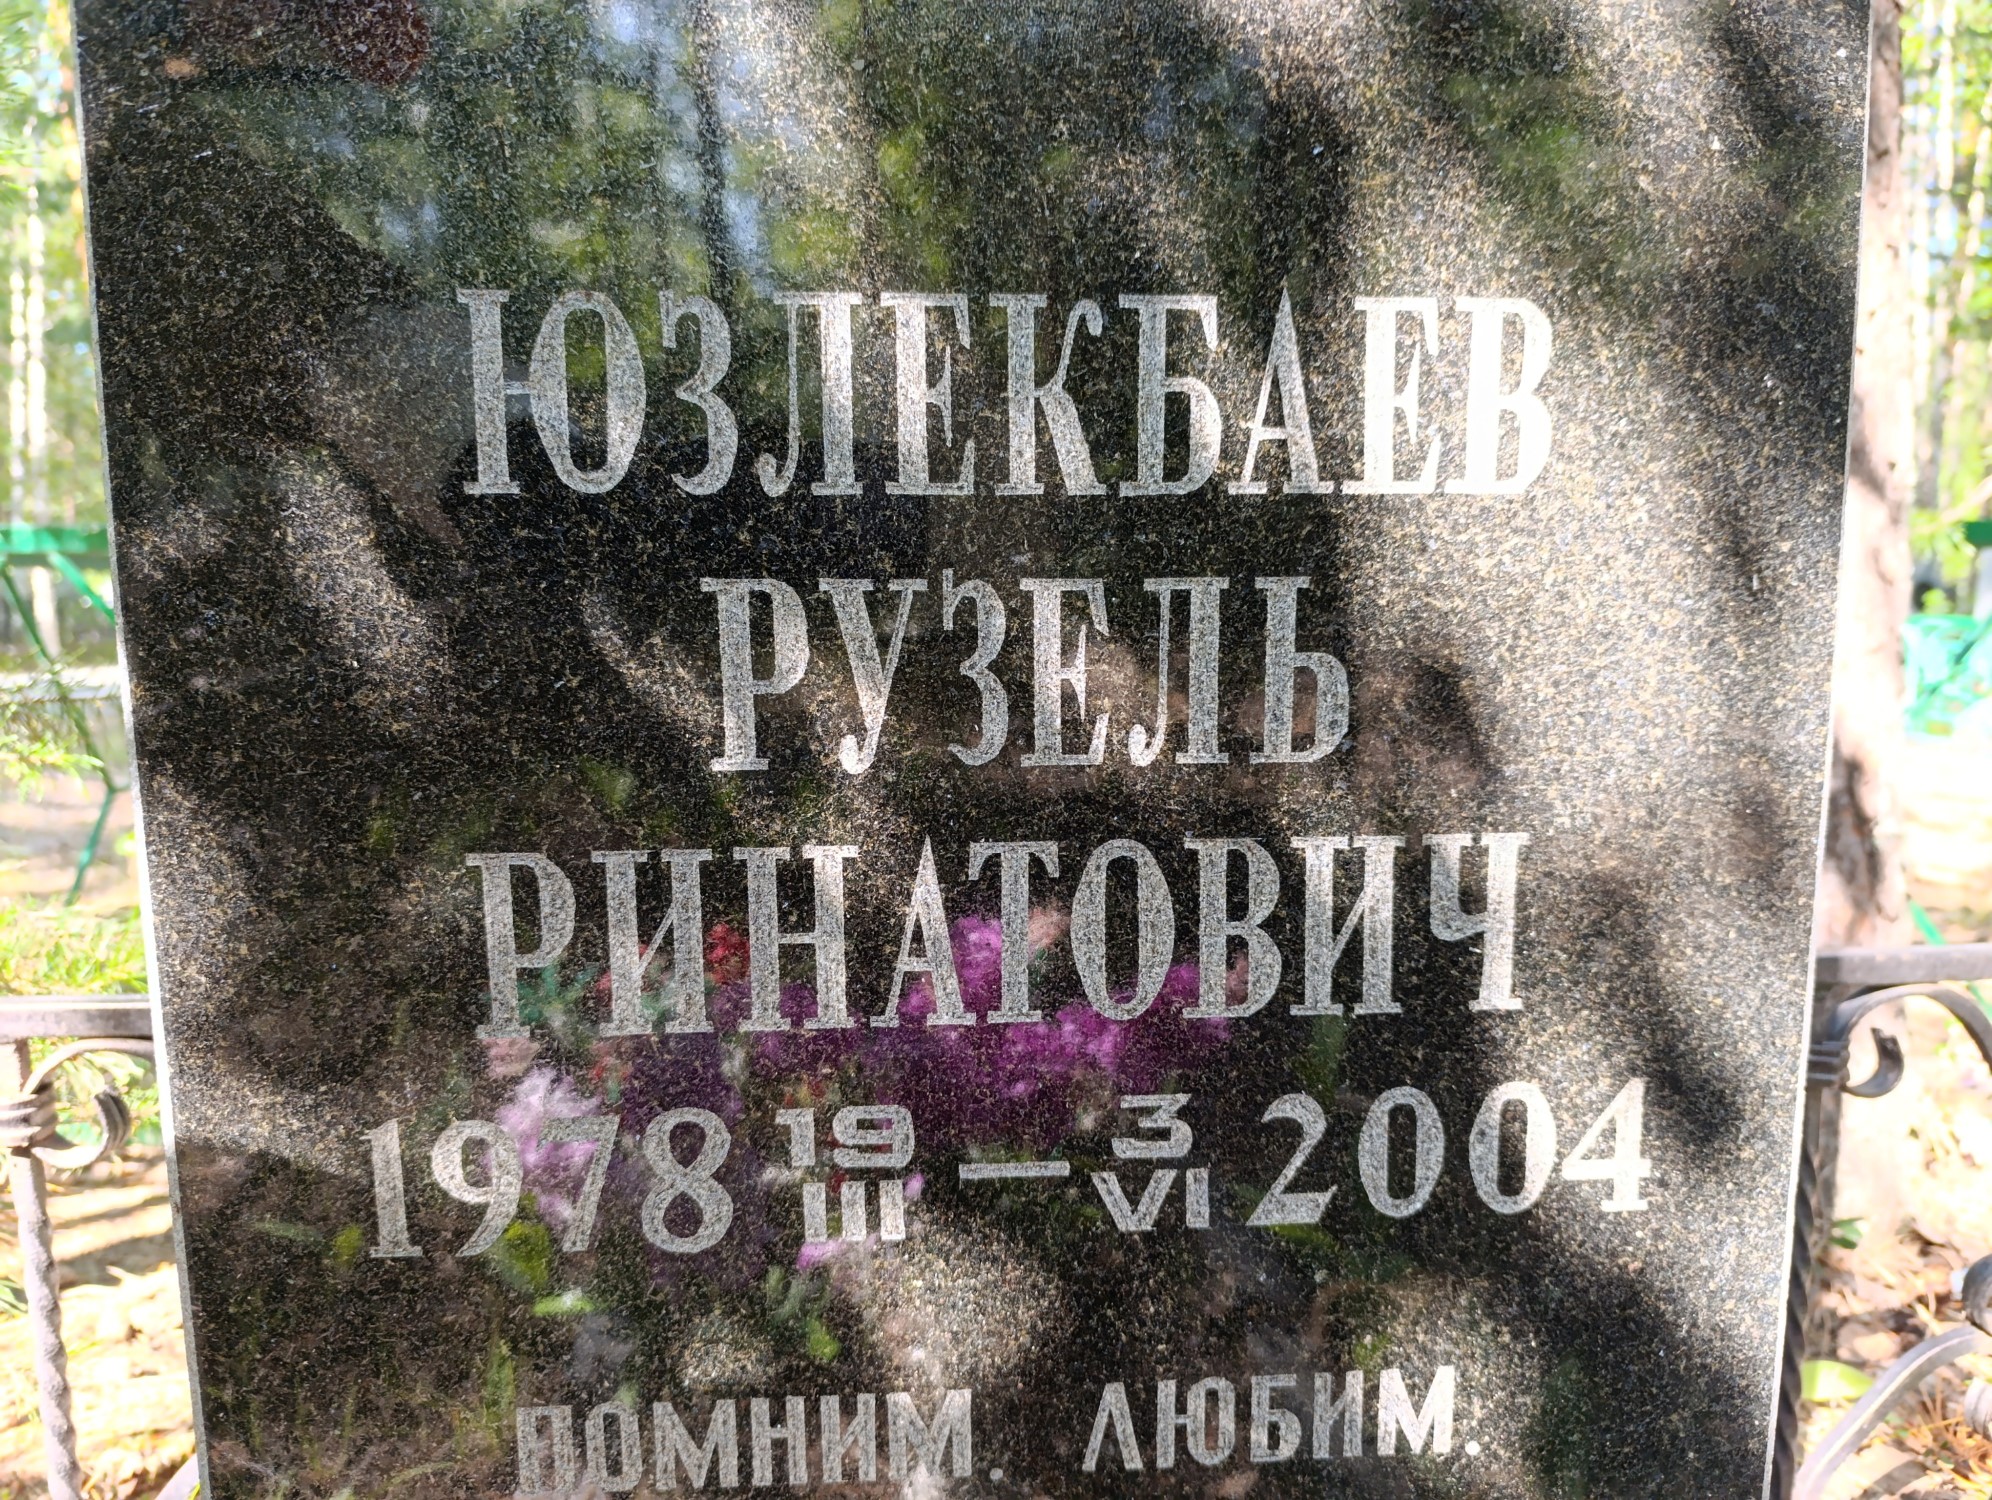 ЮЗЛЕКБАЕВ
РУЗЕЛЬ
РИНАТОВИЧ
1978 19/III — 3/VI 2004
ПОМНИМ. ЛЮБИМ.